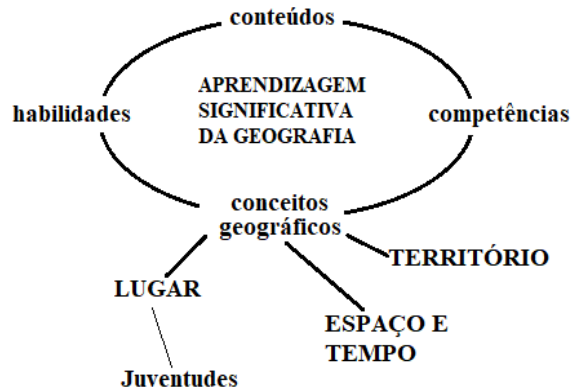 conteúdos
APRENDIZAGEM
SIGNIFICATIVA
DA GEOGRAFIA
habilidades
competências
conceitos
geográficos
TERRITÓRIO
LUGAR
ESPAÇO E
TEMPO
Juventudes